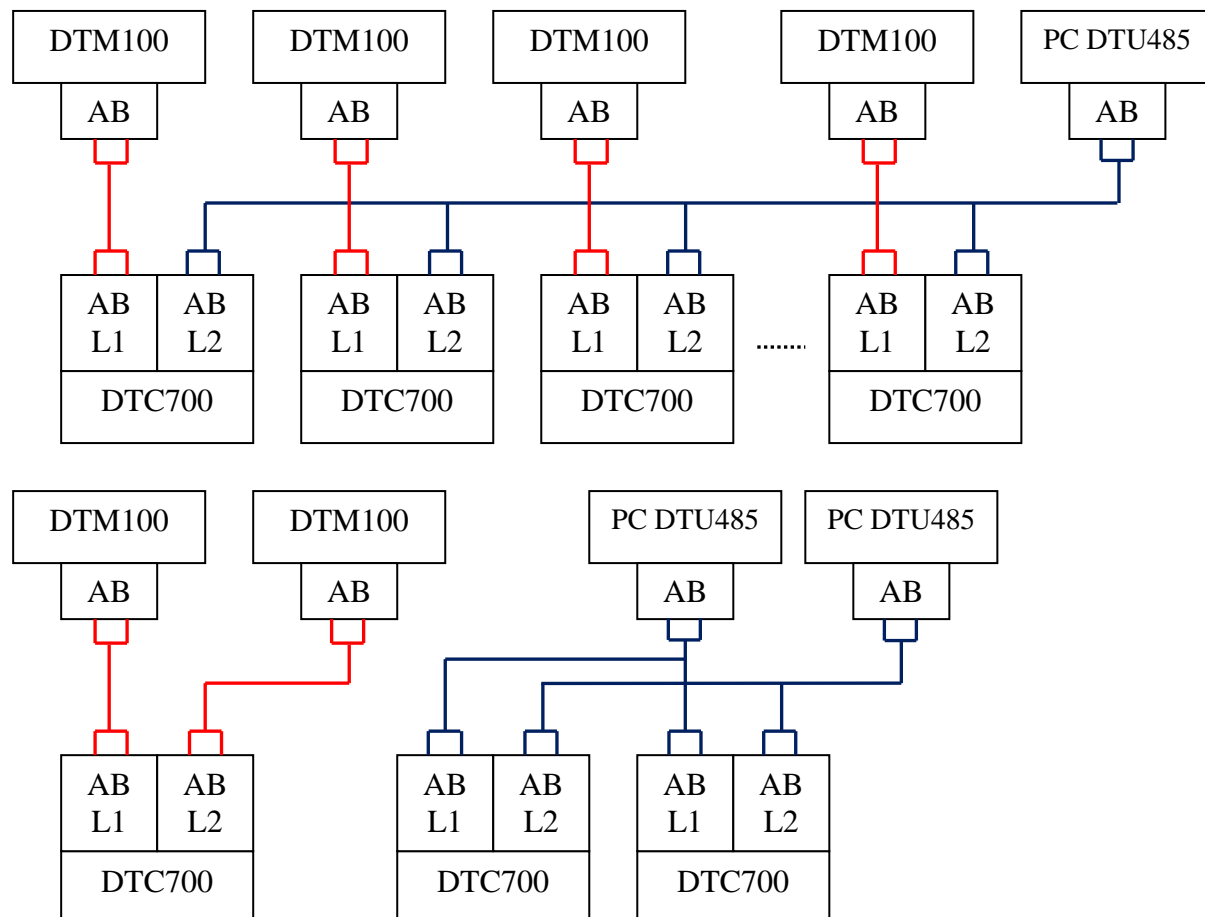 DTM100 DTM100 DTM100 DTM100 PC DTU485
AB AB AB AB AB
AB AB AB AB AB AB AB AB
L1 L2 L1 L2 L1 L2 ........ L1 L2
DTC700 DTC700 DTC700 DTC700
DTM100 DTM100 PC DTU485 PC DTU485
AB AB AB AB
AB AB AB AB AB AB
L1 L2 L1 L2 L1 L2
DTC700 DTC700 DTC700